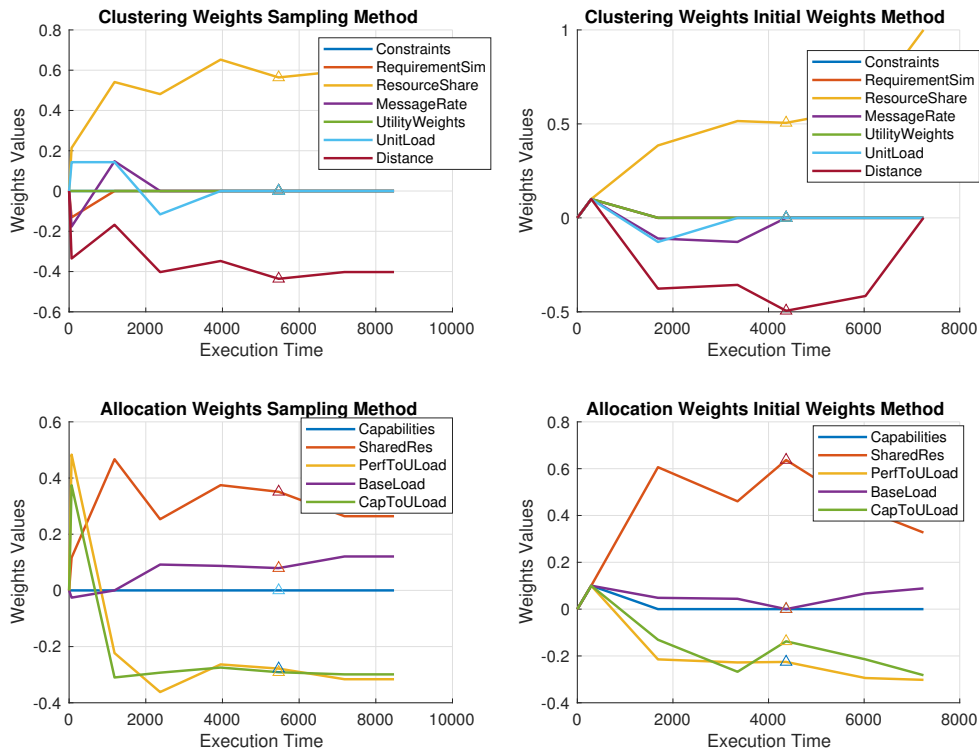 Clustering Weights Sampling Method
0.8
0.6
0.4
0.2
0
-0.2
-0.4
-0.6
Weights Values
0 2000 4000 6000 8000 10000
Execution Time
Constraints
RequirementSim
ResourceShare
MessageRate
UtilityWeights
UnitLoad
Distance
Clustering Weights Initial Weights Method
1
0.5
0
-0.5
Weights Values
0 2000 4000 6000 8000
Execution Time
Constraints
RequirementSim
ResourceShare
MessageRate
UtilityWeights
UnitLoad
Distance
Allocation Weights Sampling Method
0.6
0.4
0.2
0
-0.2
-0.4
Weights Values
0 2000 4000 6000 8000 10000
Execution Time
Capabilities
SharedRes
PerfToULoad
BaseLoad
CapToULoad
Allocation Weights Initial Weights Method
0.8
0.6
0.4
0.2
0
-0.2
-0.4
Weights Values
0 2000 4000 6000 8000
Execution Time
Capabilities
SharedRes
PerfToULoad
BaseLoad
CapToULoad